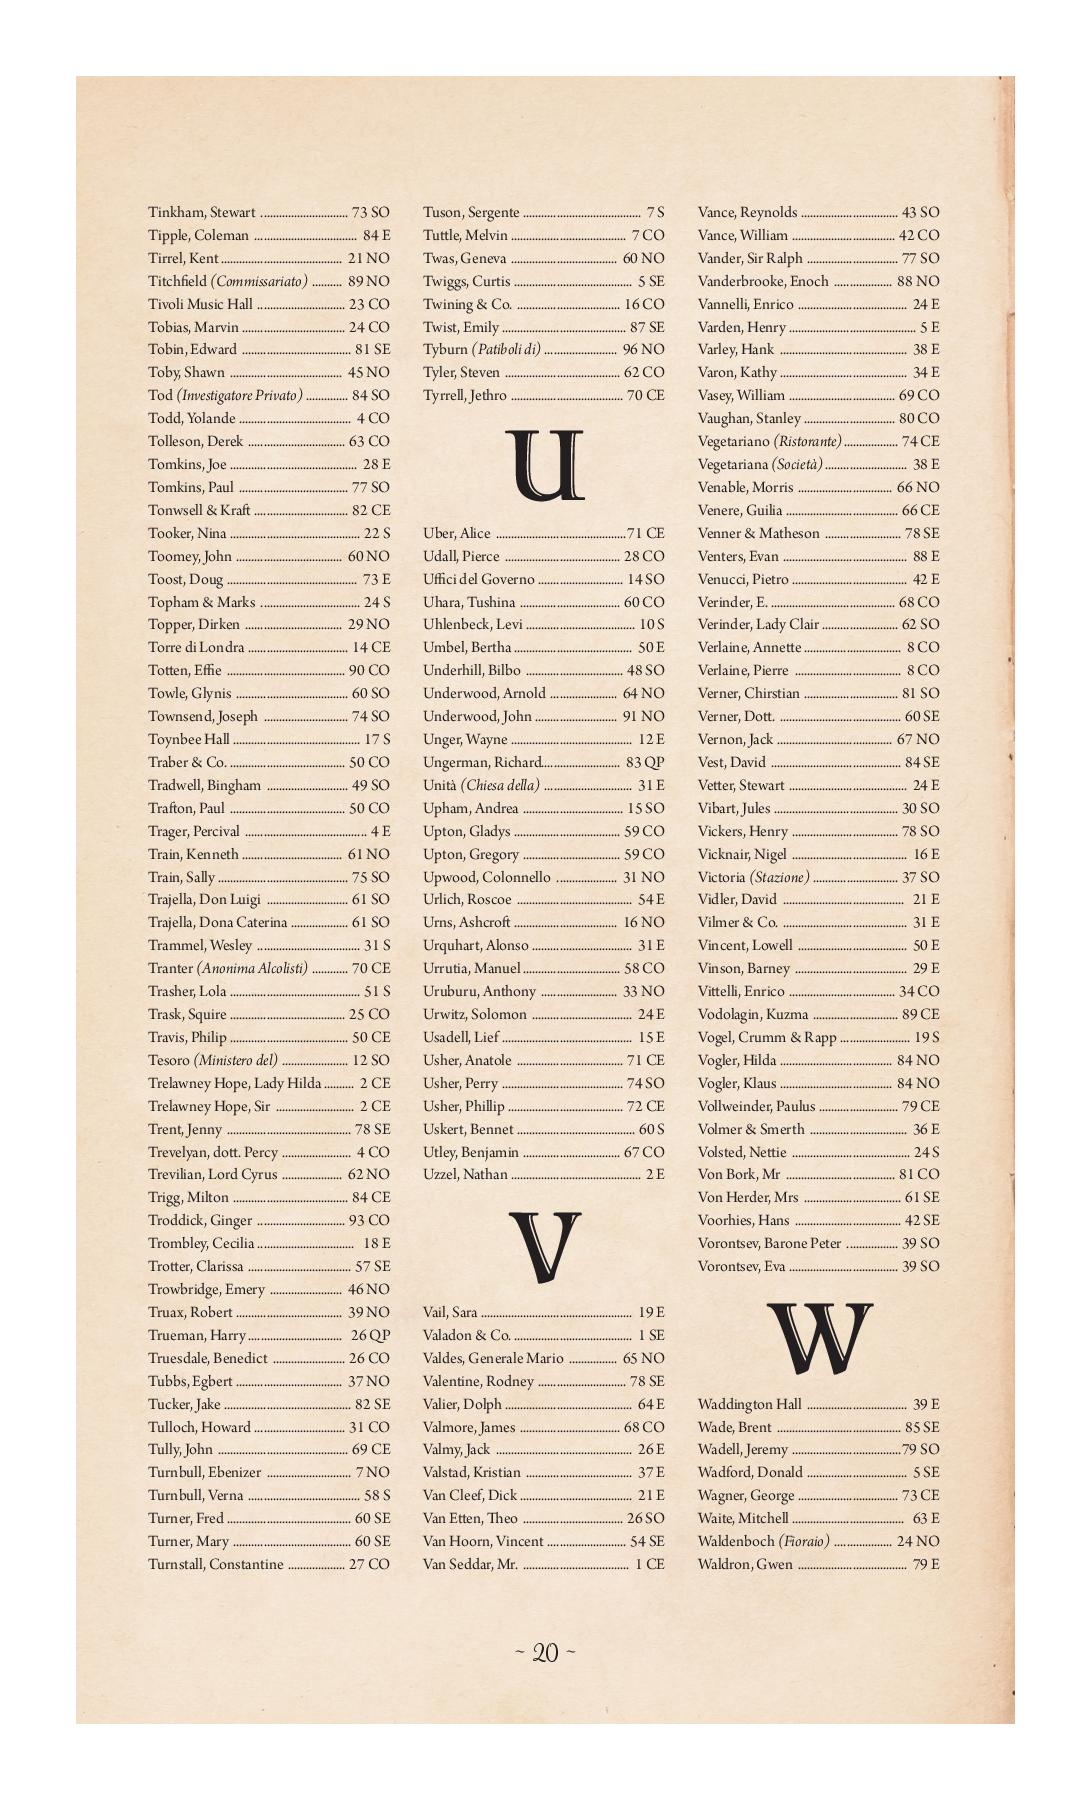 Tinkham, Stewart ............................ 73 SO
Tipple, Coleman ................................. 84 E
Tirrel, Kent ....................................... 21 NO
Titchfield (Commissariato) ......... 89 NO
Tivoli Music Hall ............................ 23 CO
Tobias, Marvin ................................. 24 CO
Tobin, Edward ................................... 81 SE
Toby, Shawn ..................................... 45 NO
Tod (Investigatore Privato) ............. 84 SO
Todd, Yolande .................................... 4 CO
Tolleson, Derek ............................... 63 CO
Tomkins, Joe ........................................ 28 E
Tomkins, Paul ................................... 77 SO
Tonwsell & Kraft .............................. 82 CE
Tooker, Nina ......................................... 22 S
Toomey, John .................................. 60 NO
Toost, Doug .......................................... 73 E
Topham & Marks ................................ 24 S
Topper, Dirken ............................... 29 NO
Torre di Londra ................................. 14 CE
Totten, Effie ..................................... 90 CO
Towle, Glynis ..................................... 60 SO
Townsend, Joseph ........................... 74 SO
Toynbee Hall ......................................... 17 S
Traber & Co. ..................................... 50 CO
Tradwell, Bingham .......................... 49 SO
Trafton, Paul ..................................... 50 CO
Trager, Percival ....................................... 4 E
Train, Kenneth ................................ 61 NO
Train, Sally .......................................... 75 SO
Trajella, Don Luigi .......................... 61 SO
Trajella, Dona Caterina .................. 61 SO
Trammel, Wesley ................................. 31 S
Tranter (Anonima Alcolisti) ........... 70 CE
Trasher, Lola .......................................... 51 S
Trask, Squire ...................................... 25 CO
Travis, Philip ...................................... 50 CE
Tesoro (Ministero del) ..................... 12 SO
Trelawney Hope, Lady Hilda ......... 2 CE
Trelawney Hope, Sir ......................... 2 CE
Trent, Jenny ........................................ 78 SE
Trevelyan, dott. Percy ...................... 4 CO
Trevilian, Lord Cyrus .................... 62 NO
Trigg, Milton ..................................... 84 CE
Troddick, Ginger ............................ 93 CO
Trombley, Cecilia ............................... 18 E
Trotter, Clarissa ................................. 57 SE
Trowbridge, Emery ....................... 46 NO
Truax, Robert ................................... 39 NO
Trueman, Harry .............................. 26 QP
Truesdale, Benedict ....................... 26 CO
Tubbs, Egbert .................................. 37 NO
Tucker, Jake ......................................... 82 SE
Tulloch, Howard ............................. 31 CO
Tully, John .......................................... 69 CE
Turnbull, Ebenizer ............................. 7 NO
Turnbull, Verna .................................... 58 S
Turner, Fred ........................................ 60 SE
Turner, Mary ...................................... 60 SE
Turnstall, Constantine .................. 27 CO
Tuson, Sergente ...................................... 7 S
Tuttle, Melvin ..................................... 7 CO
Twas, Geneva .................................. 60 NO
Twiggs, Curtis ...................................... 5 SE
Twining & Co. ................................. 16 CO
Twist, Emily ....................................... 87 SE
Tyburn (Patiboli di) ....................... 96 NO
Tyler, Steven ..................................... 62 CO
Tyrrell, Jethro .................................... 70 CE
U
Uber, Alice ...........................................71 CE
Udall, Pierce ...................................... 28 CO
Uffici del Governo ........................... 14 SO
Uhara, Tushina ................................ 60 CO
Uhlenbeck, Levi ................................... 10 S
Umbel, Bertha ...................................... 50 E
Underhill, Bilbo ................................ 48 SO
Underwood, Arnold ..................... 64 NO
Underwood, John .......................... 91 NO
Unger, Wayne ....................................... 12 E
Ungerman, Richard.......................... 83 QP
Unità (Chiesa della) ............................ 31 E
Upham, Andrea ................................ 15 SO
Upton, Gladys ................................... 59 CO
Upton, Gregory ............................... 59 CO
Upwood, Colonnello ................... 31 NO
Urlich, Roscoe ..................................... 54 E
Urns, Ashcroft .................................. 16 NO
Urquhart, Alonso ................................ 31 E
Urrutia, Manuel ............................... 58 CO
Uruburu, Anthony ........................ 33 NO
Urwitz, Solomon ................................. 24 E
Usadell, Lief .......................................... 15 E
Usher, Anatole ................................... 71 CE
Usher, Perry ....................................... 74 SO
Usher, Phillip ..................................... 72 CE
Uskert, Bennet ...................................... 60 S
Utley, Benjamin ............................... 67 CO
Uzzel, Nathan ......................................... 2 E
V
Vail, Sara ................................................. 19 E
Valadon & Co. ..................................... 1 SE
Valdes, Generale Mario ............... 65 NO
Valentine, Rodney ........................... 78 SE
Valier, Dolph ........................................ 64 E
Valmore, James ................................ 68 CO
Valmy, Jack ........................................... 26 E
Valstad, Kristian .................................. 37 E
Van Cleef, Dick ................................... 21 E
Van Etten, Theo ................................ 26 SO
Van Hoorn, Vincent ......................... 54 SE
Van Seddar, Mr. ................................... 1 CE
Vance, Reynolds ............................... 43 SO
Vance, William ................................. 42 CO
Vander, Sir Ralph .............................. 77 SO
Vanderbrooke, Enoch .................. 88 NO
Vannelli, Enrico .................................. 24 E
Varden, Henry ........................................ 5 E
Varley, Hank ........................................ 38 E
Varon, Kathy ........................................ 34 E
Vasey, William ................................... 69 CO
Vaughan, Stanley .............................. 80 CO
Vegetariano (Ristorante) ................. 74 CE
Vegetariana (Società) .......................... 38 E
Venable, Morris .............................. 66 NO
Venere, Guilia .................................... 66 CE
Venner & Matheson ........................ 78 SE
Venters, Evan ....................................... 88 E
Venucci, Pietro .................................... 42 E
Verinder, E. ........................................ 68 CO
Verinder, Lady Clair ........................ 62 SO
Verlaine, Annette ............................... 8 CO
Verlaine, Pierre ................................... 8 CO
Verner, Chirstian .............................. 81 SO
Verner, Dott. ...................................... 60 SE
Vernon, Jack ..................................... 67 NO
Vest, David .......................................... 84 SE
Vetter, Stewart ..................................... 24 E
Vibart, Jules ........................................ 30 SO
Vickers, Henry .................................. 78 SO
Vicknair, Nigel .................................... 16 E
Victoria (Stazione) ............................ 37 SO
Vidler, David ........................................ 21 E
Vilmer & Co. ....................................... 31 E
Vincent, Lowell ................................... 50 E
Vinson, Barney .................................... 29 E
Vittelli, Enrico .................................. 34 CO
Vodolagin, Kuzma ............................ 89 CE
Vogel, Crumm & Rapp ...................... 19 S
Vogler, Hilda .................................... 84 NO
Vogler, Klaus .................................... 84 NO
Vollweinder, Paulus .......................... 79 CE
Volmer & Smerth ............................... 36 E
Volsted, Nettie ...................................... 24 S
Von Bork, Mr .................................... 81 CO
Von Herder, Mrs ................................ 61 SE
Voorhies, Hans .................................. 42 SE
Vorontsev, Barone Peter ................. 39 SO
Vorontsev, Eva ................................... 39 SO
W
Waddington Hall ................................ 39 E
Wade, Brent ........................................ 85 SE
Wadell, Jeremy ...................................79 SO
Wadford, Donald ................................ 5 SE
Wagner, George ................................. 73 CE
Waite, Mitchell .................................... 63 E
Waldenboch (Fioraio) .................. 24 NO
Waldron, Gwen ................................... 79 E
~ 20 ~